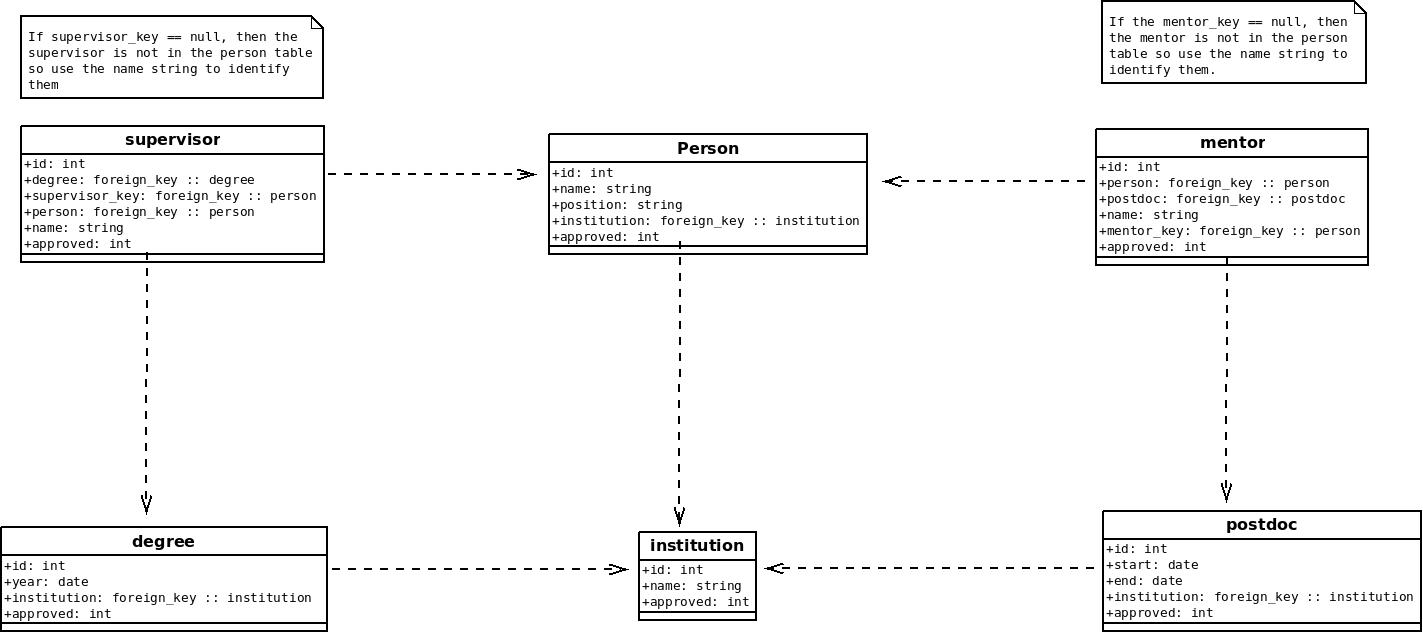 If supervisor_key == null, then the
supervisor is not in the person table
so use the name string to identify
them
If the mentor_key == null, then
the mentor is not in the person
table so use the name string to
identify them.
supervisor
+id: int
+degree: foreign_key :: degree
+supervisor_key: foreign_key :: person
+person: foreign_key :: person
+name: string
+approved: int
Person
+id: int
+name: string
+position: string
+institution: foreign_key :: institution
+approved: int
mentor
+id: int
+person: foreign_key :: person
+postdoc: foreign_key :: postdoc
+name: string
+mentor_key: foreign_key :: person
+approved: int
degree
+id: int
+year: date
+institution: foreign_key :: institution
+approved: int
institution
+id: int
+name: string
+approved: int
postdoc
+id: int
+start: date
+end: date
+institution: foreign_key :: institution
+approved: int